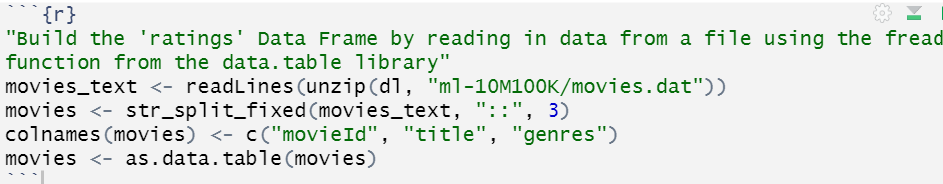 ```{r}
"Build the 'ratings' Data Frame by reading in data from a file using the fread
function from the data.table library"
movies_text <- readLines(unzip(dl, "ml-10M100K/movies.dat"))
movies <- str_split_fixed(movies_text, "::", 3)
colnames(movies) <- c("movieId", "title", "genres")
movies <- as.data.table(movies)
```